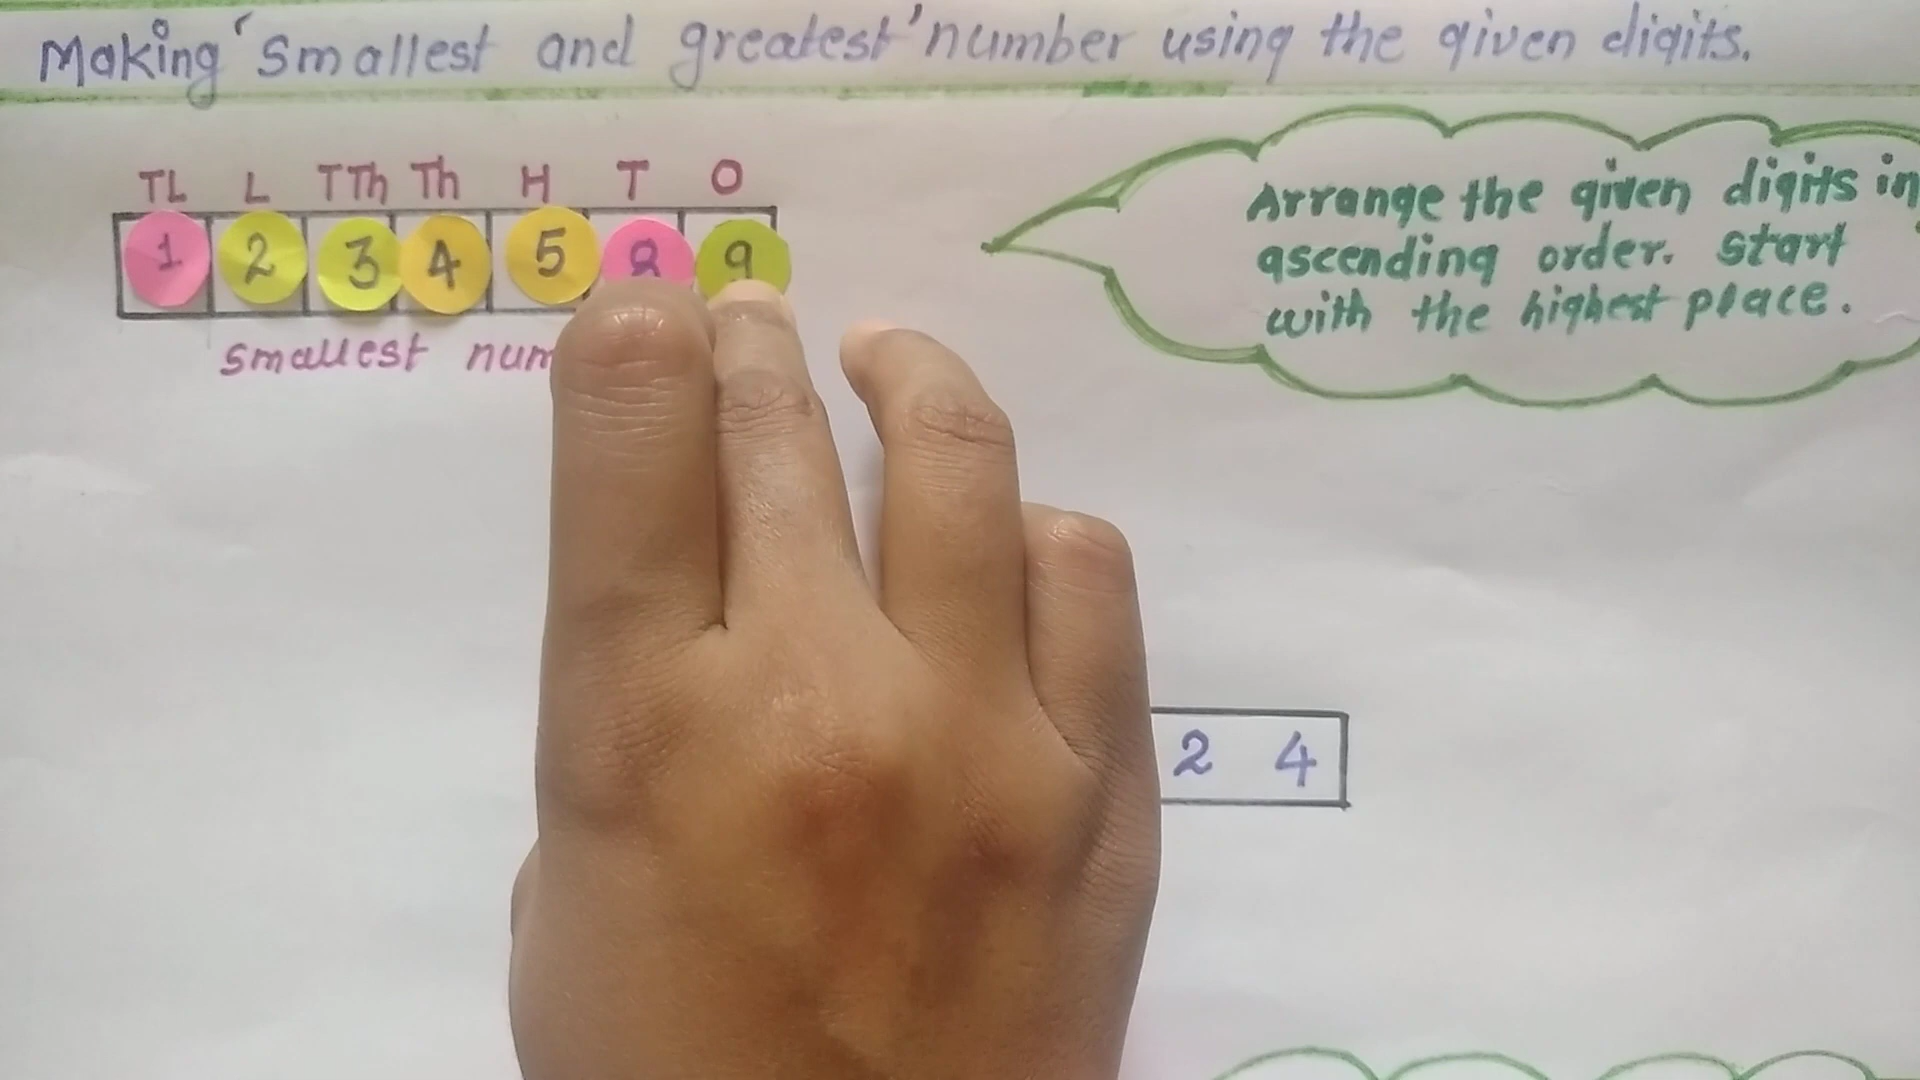 Making 'Smallest and greatest' number using the given digits.
TL L TTh Th H T O
1 2 3 4 5 8 9
Smallest num
Arrange the given digits in
ascending order. Start
with the highest place.
2 4